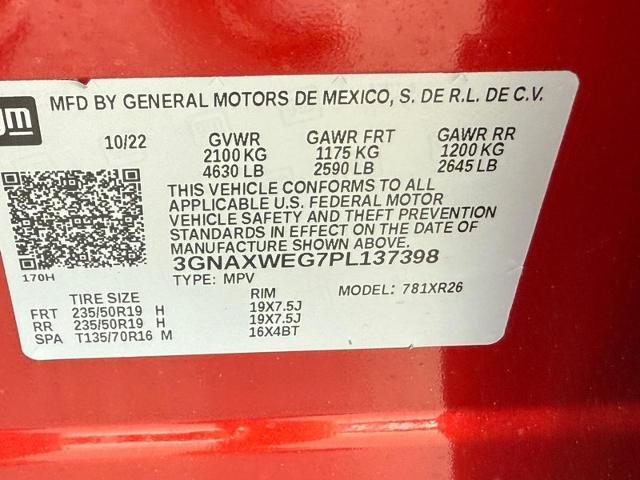 gm MFD BY GENERAL MOTORS DE MEXICO, S. DE R.L. DE C.V.
10/22 GVWR GAWR FRT GAWR RR
2100 KG 1175 KG 1200 KG
4630 LB 2590 LB 2645 LB
THIS VEHICLE CONFORMS TO ALL
APPLICABLE U.S. FEDERAL MOTOR
VEHICLE SAFETY AND THEFT PREVENTION
STANDARDS IN EFFECT ON THE DATE OF
MANUFACTURE SHOWN ABOVE.
170H 3GNAXWEG7PL137398
TYPE: MPV MODEL: 781XR26
TIRE SIZE RIM
FRT 235/50R19 H 19X7.5J
RR 235/50R19 H 19X7.5J
SPA T135/70R16 M 16X4BT